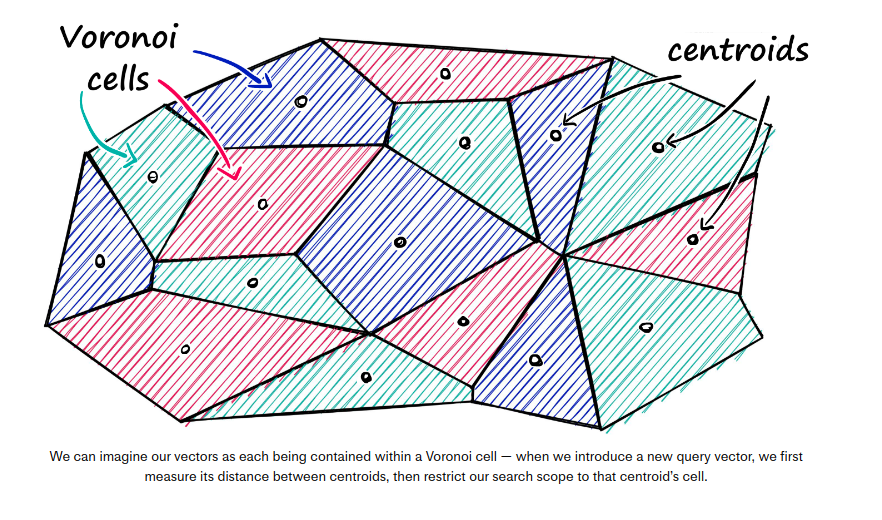 Voronoi
cells
centroids
We can imagine our vectors as each being contained within a Voronoi cell — when we introduce a new query vector, we first
measure its distance between centroids, then restrict our search scope to that centroid's cell.